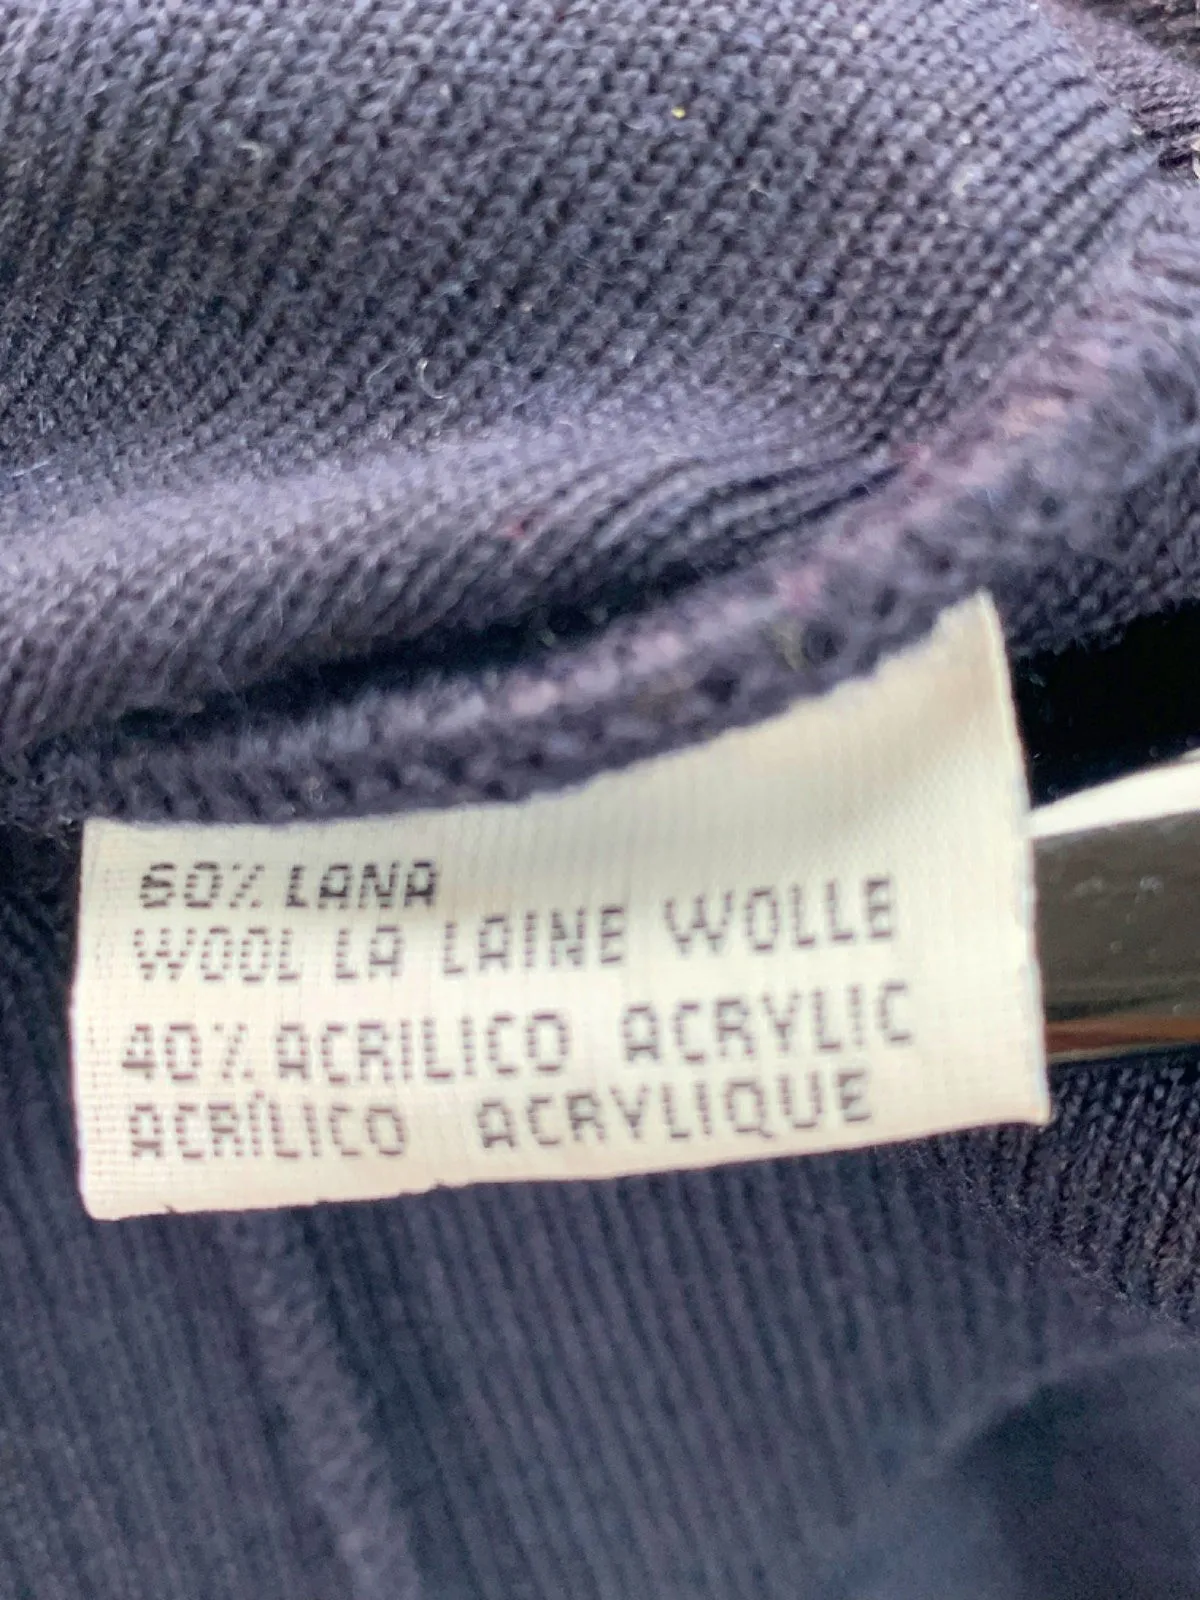 60% LANA
WOOL LA LAINE WOLLE
40% ACRILICO ACRYLIC
ACRÍLICO ACRYLIQUE